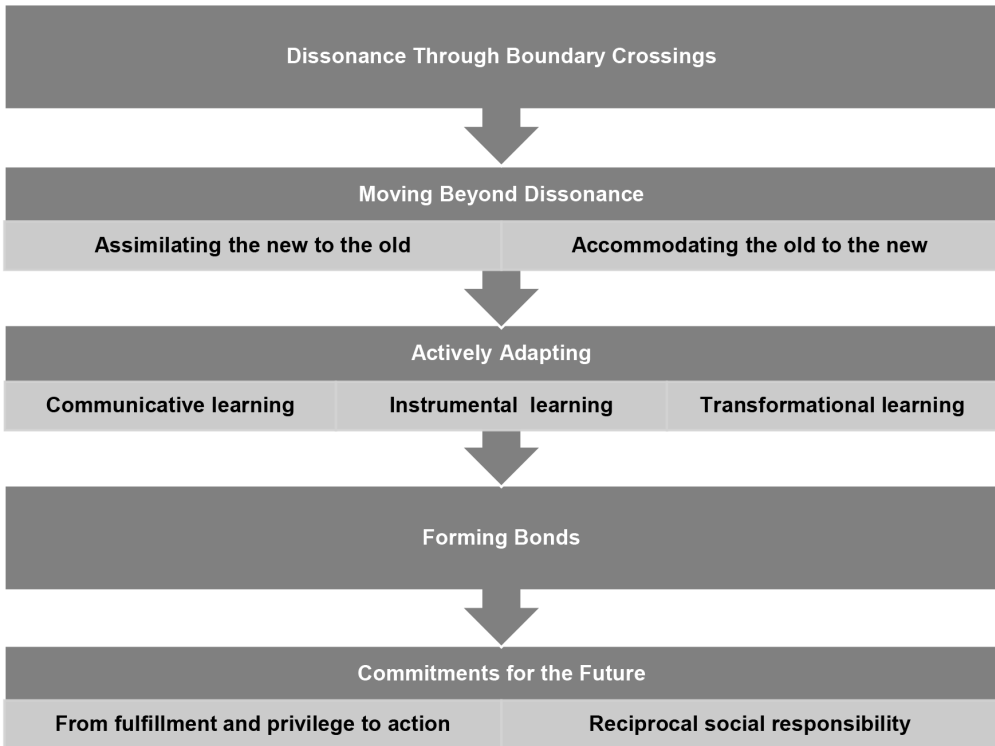 Dissonance Through Boundary Crossings
Moving Beyond Dissonance
Assimilating the new to the old
Accommodating the old to the new
Actively Adapting
Communicative learning
Instrumental learning
Transformational learning
Forming Bonds
Commitments for the Future
From fulfillment and privilege to action
Reciprocal social responsibility